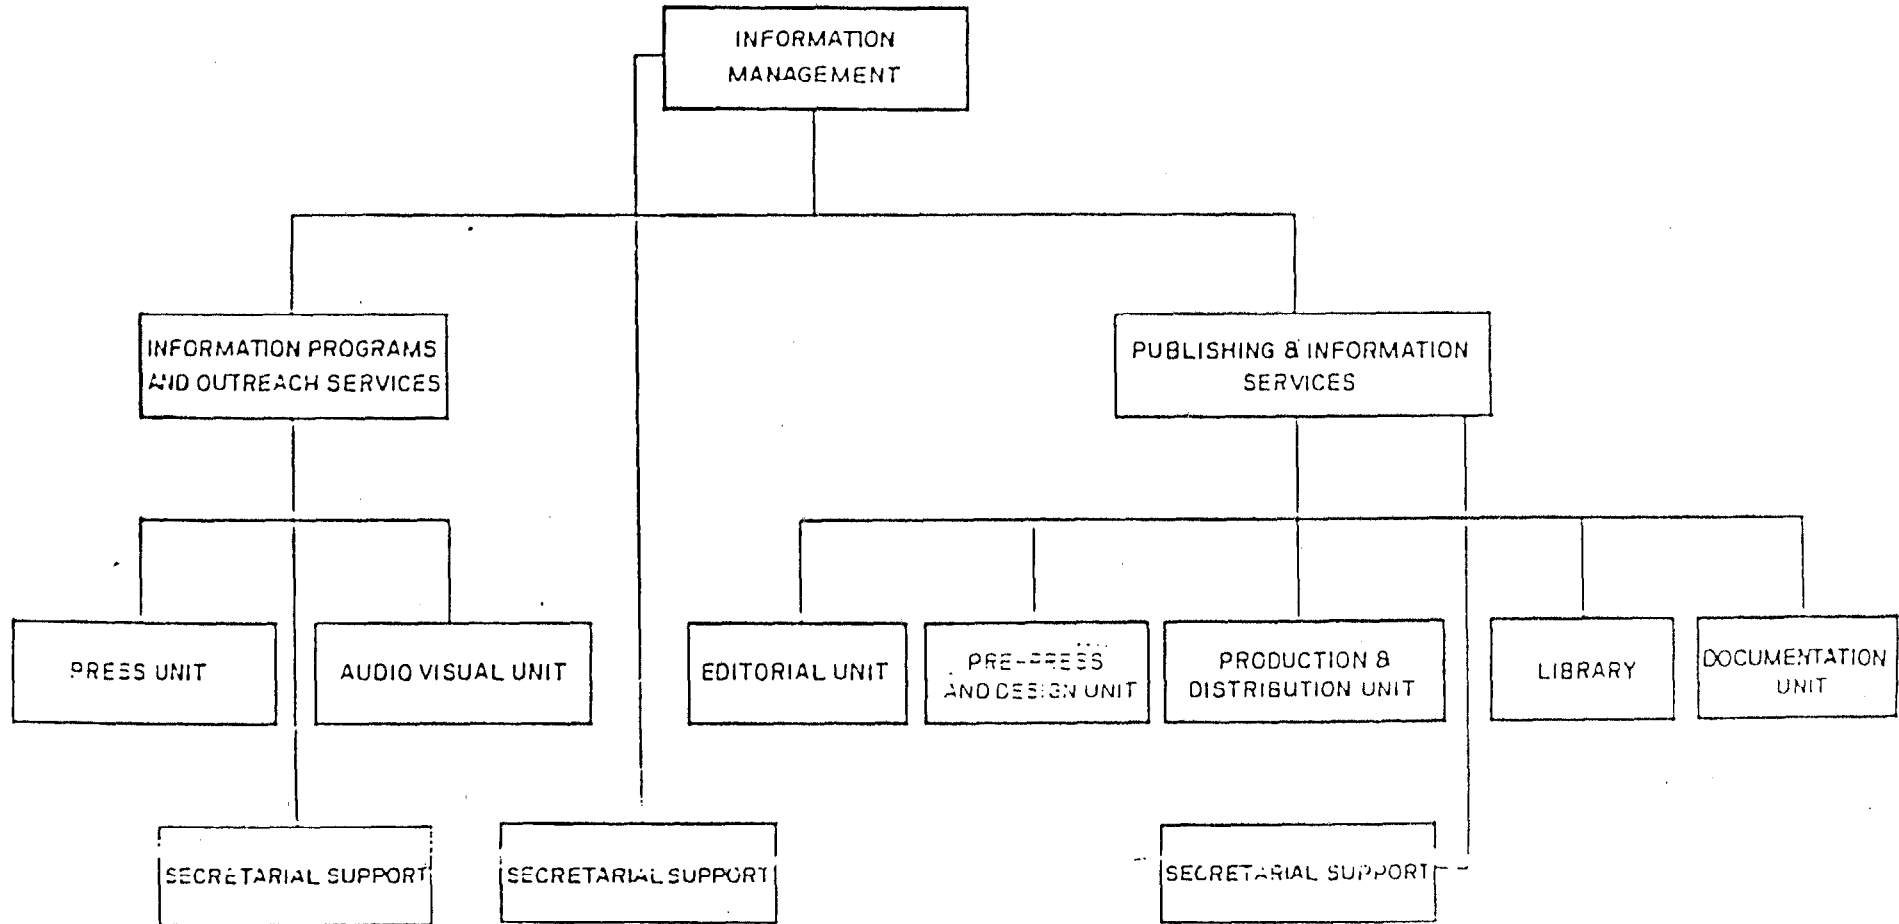 INFORMATION
MANAGEMENT
INFORMATION PROGRAMS
AND OUTREACH SERVICES
PUBLISHING & INFORMATION
SERVICES
PRESS UNIT
AUDIO VISUAL UNIT
EDITORIAL UNIT
PRE-PRESS
AND DESIGN UNIT
PRODUCTION &
DISTRIBUTION UNIT
LIBRARY
DOCUMENTATION
UNIT
SECRETARIAL SUPPORT
SECRETARIAL SUPPORT
SECRETARIAL SUPPORT